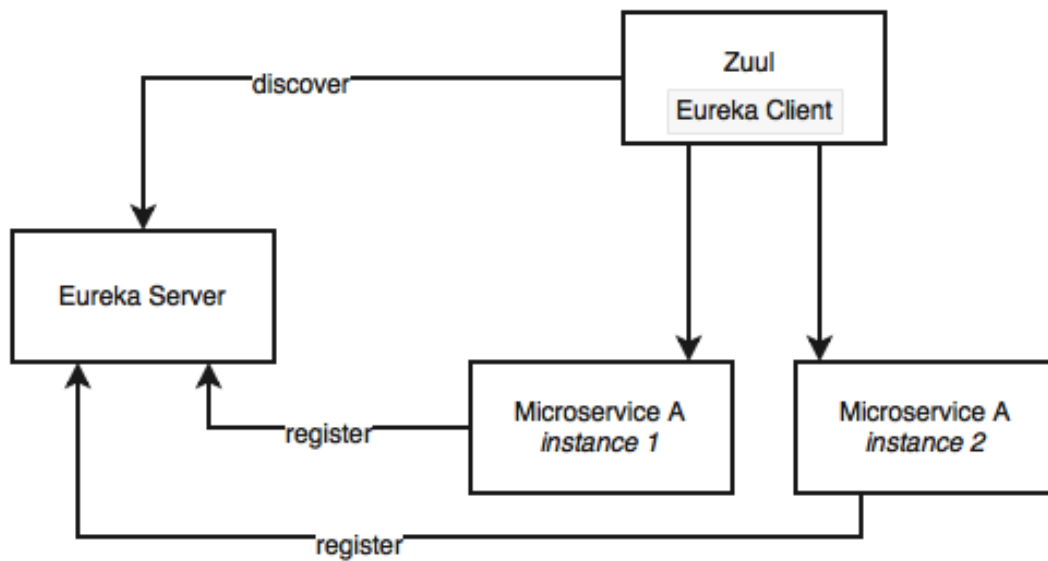 Zuul
discover
Eureka Client
Eureka Server
Microservice A
instance 1
Microservice A
instance 2
register
register